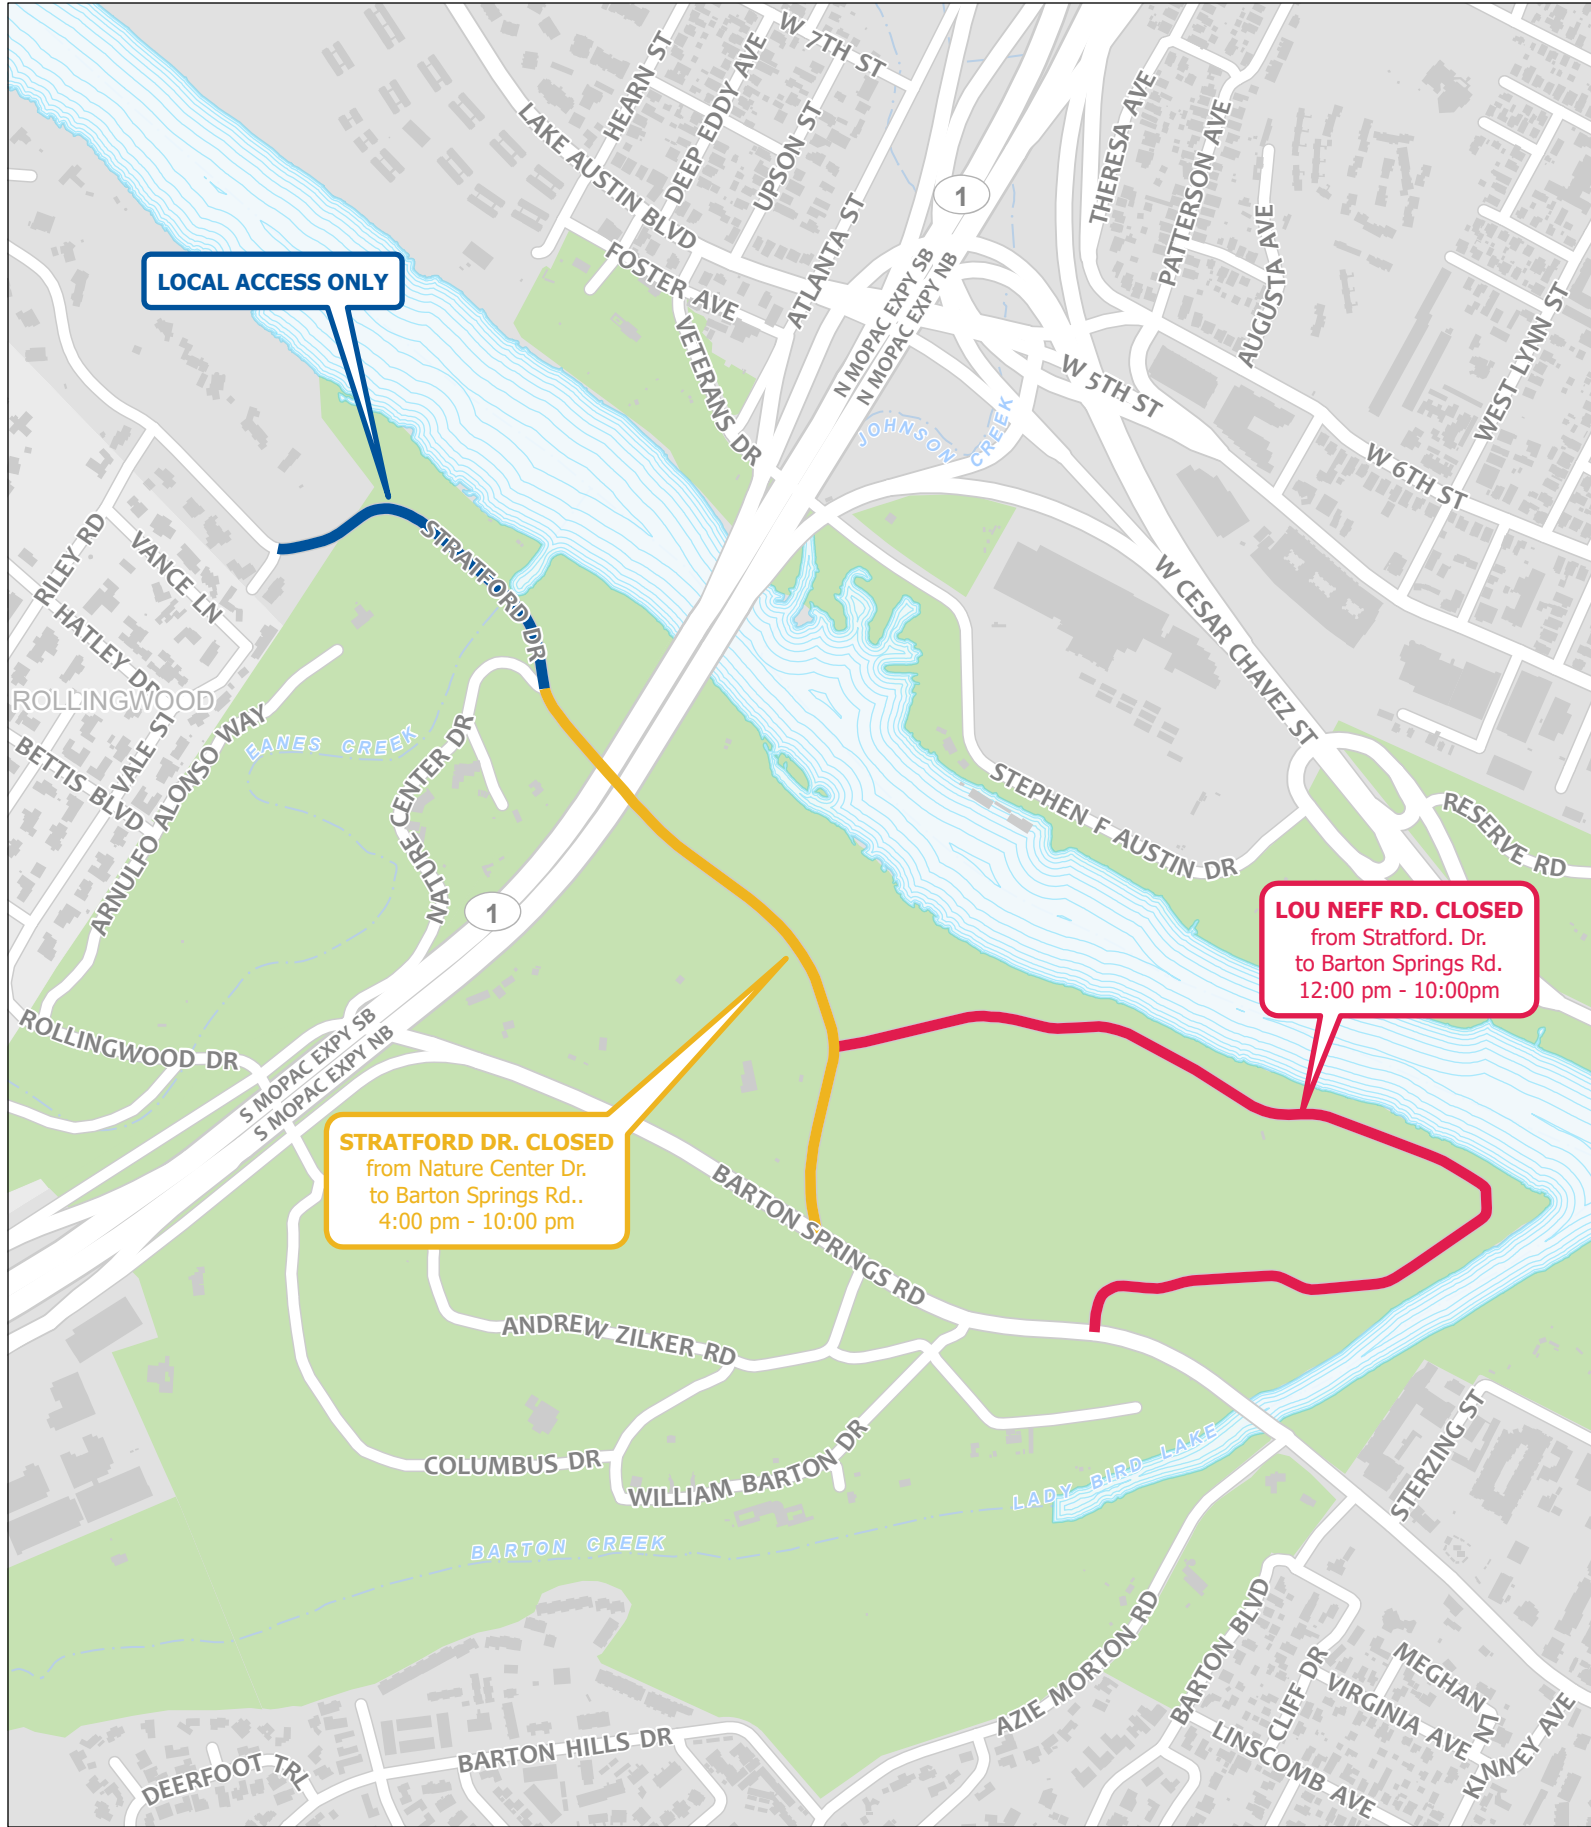 W 7TH ST
HEARN ST
DEEP EDDY AVE
LAKE AUSTIN BLVD
UPSON ST
THERESA AVE
PATTERSON AVE
1
ATLANTA ST
AUGUSTA AVE
FOSTER AVE
LOCAL ACCESS ONLY
N MOPAC EXPY SB
N MOPAC EXPY NB
WEST LYNN ST
VETERANS DR
W 5TH ST
JOHNSON CREEK
W 6TH ST
RILEY RD
VANCE LN
STRATFORD DR
W CESAR CHAVEZ ST
HATLEY DR
ROLLINGWOOD
VALE ST
BETTIS BLVD
ARNULFO ALONSO WAY
EANES CREEK
NATURE CENTER DR
STEPHEN F AUSTIN DR
RESERVE RD
1
LOU NEFF RD. CLOSED
from Stratford. Dr.
to Barton Springs Rd.
12:00 pm - 10:00pm
ROLLINGWOOD DR
S MOPAC EXPY SB
S MOPAC EXPY NB
STRATFORD DR. CLOSED
from Nature Center Dr.
to Barton Springs Rd..
4:00 pm - 10:00 pm
BARTON SPRINGS RD
ANDREW ZILKER RD
COLUMBUS DR
WILLIAM BARTON DR
LADY BIRD LAKE
STERZING ST
BARTON CREEK
AZIE MORTON RD
BARTON BLVD
CLIFF DR
MEGHAN LN
VIRGINIA AVE
LINSCOMB AVE
KINNEY AVE
BARTON HILLS DR
DEERFOOT TRL